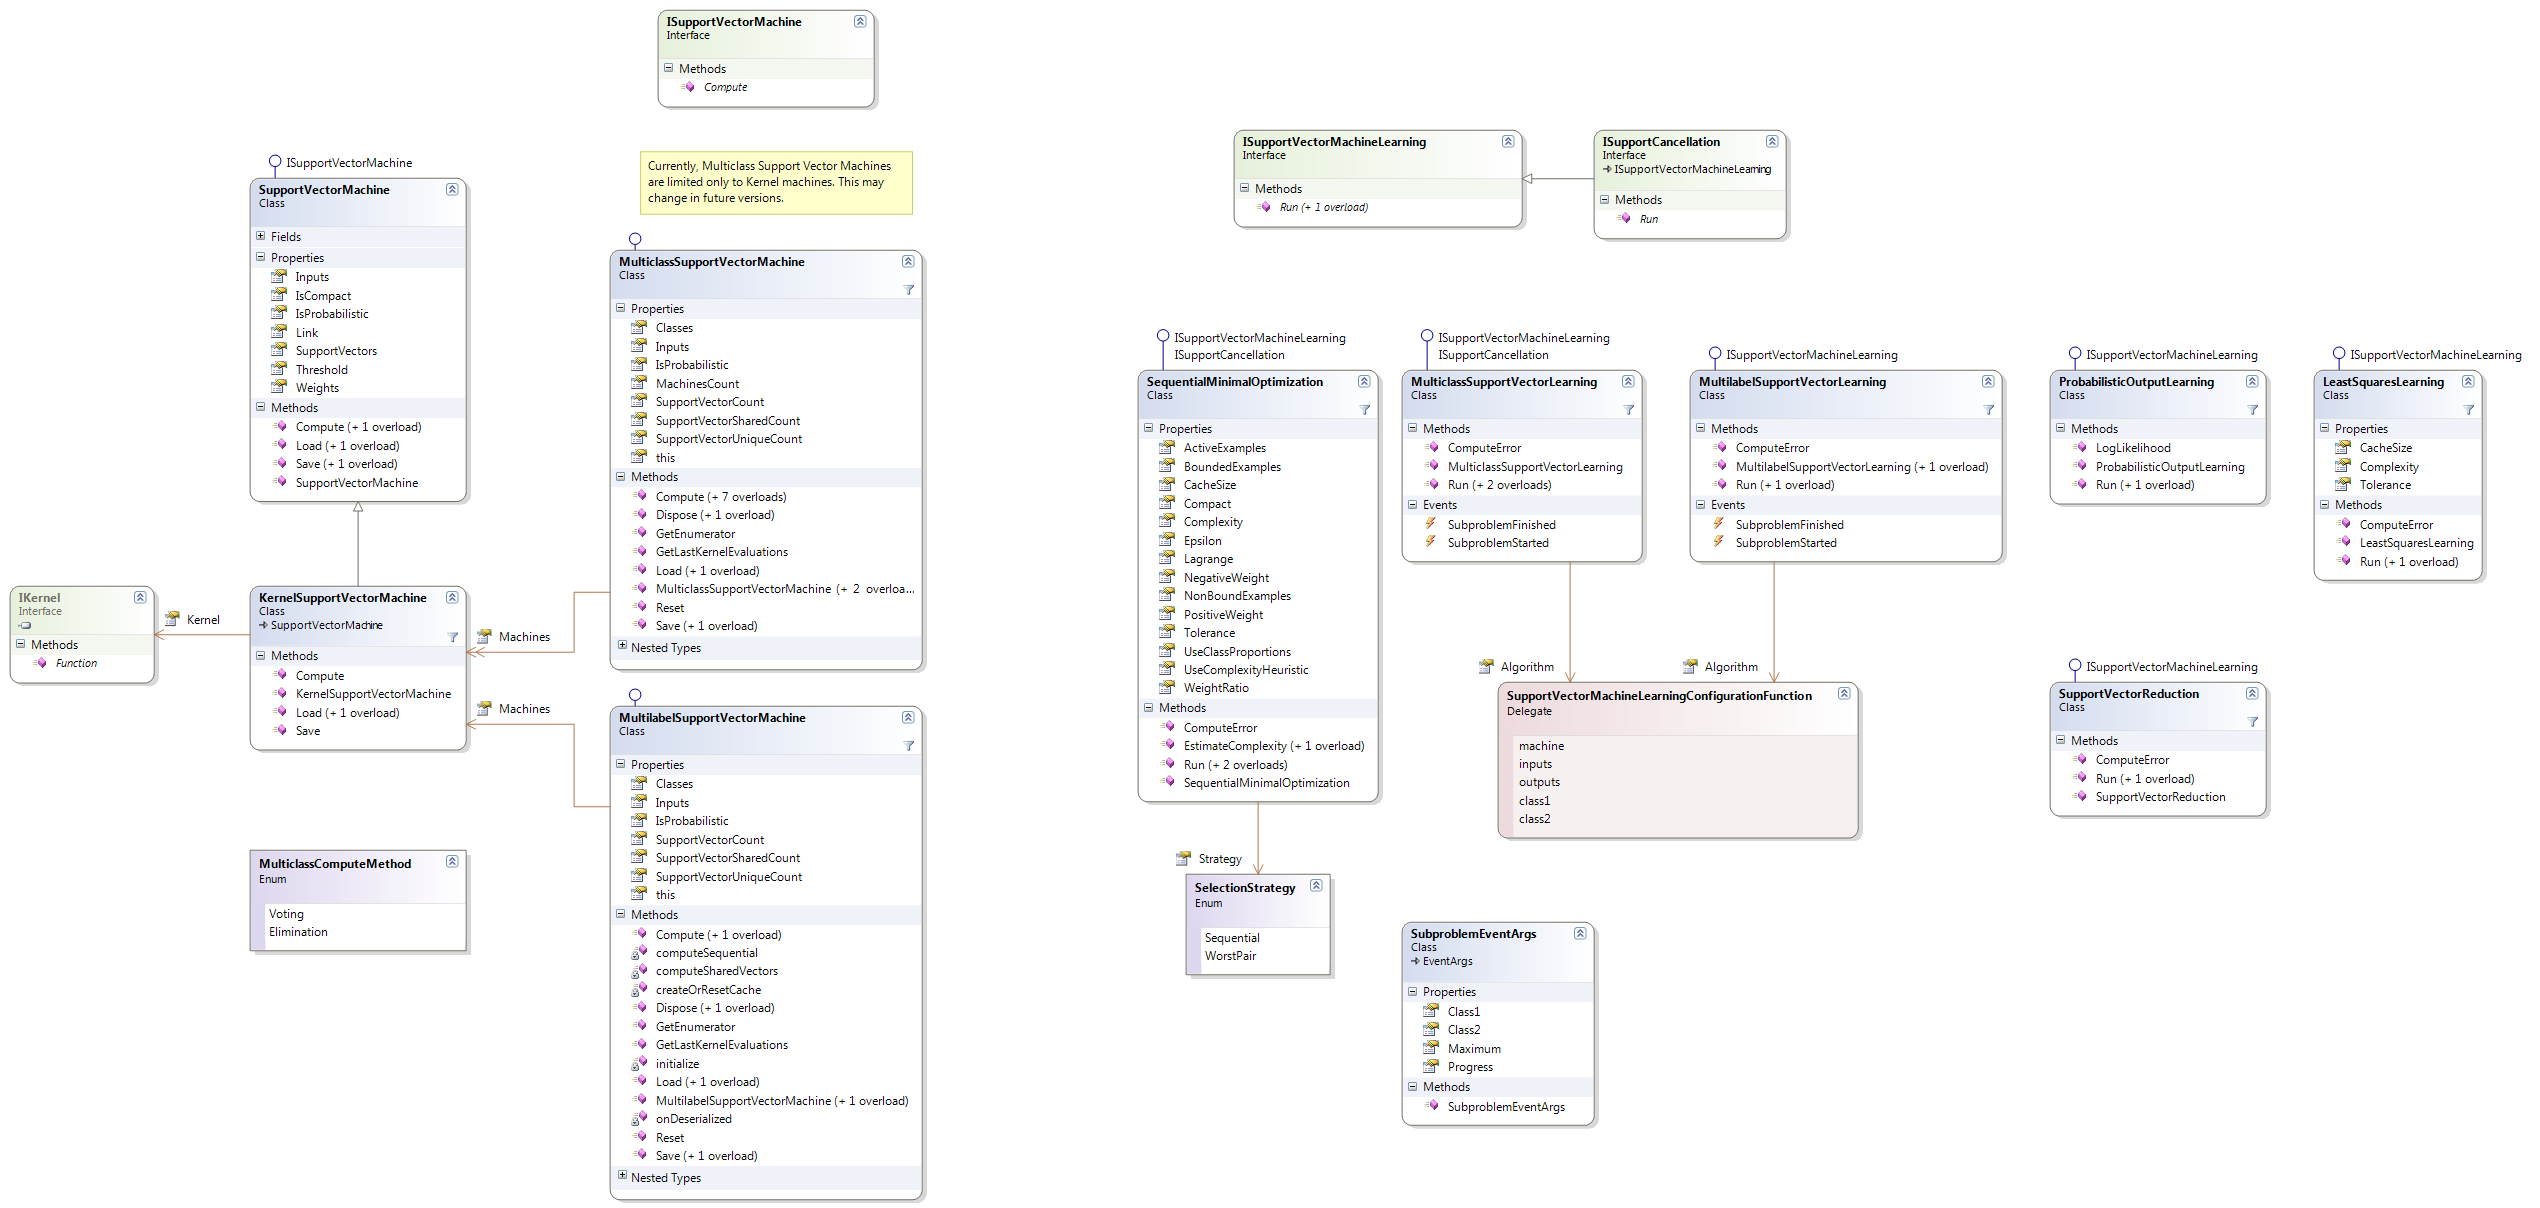 ISupportVectorMachine
Interface
Methods
Compute
Currently, Multiclass Support Vector Machines
are limited only to Kernel machines. This may
change in future versions.
ISupportVectorMachine
SupportVectorMachine
Class
Fields
Properties
Inputs
IsCompact
IsProbabilistic
Link
SupportVectors
Threshold
Weights
Methods
Compute (+ 1 overload)
Load (+ 1 overload)
Save (+ 1 overload)
SupportVectorMachine
IKernel
Interface
Methods
Function
Kernel
KernelSupportVectorMachine
Class
SupportVectorMachine
Methods
Compute
KernelSupportVectorMachine
Load (+ 1 overload)
Save
Machines
Machines
MulticlassComputeMethod
Enum
Voting
Elimination
MulticlassSupportVectorMachine
Class
Properties
Classes
Inputs
IsProbabilistic
MachinesCount
SupportVectorCount
SupportVectorSharedCount
SupportVectorUniqueCount
this
Methods
Compute (+ 7 overloads)
Dispose (+ 1 overload)
GetEnumerator
GetLastKernelEvaluations
Load (+ 1 overload)
MulticlassSupportVectorMachine (+ 2 overloa...
Reset
Save (+ 1 overload)
Nested Types
MultilabelSupportVectorMachine
Class
Properties
Classes
Inputs
IsProbabilistic
SupportVectorCount
SupportVectorSharedCount
SupportVectorUniqueCount
this
Methods
Compute (+ 1 overload)
computeSequential
computeSharedVectors
createOrResetCache
Dispose (+ 1 overload)
GetEnumerator
GetLastKernelEvaluations
initialize
Load (+ 1 overload)
MultilabelSupportVectorMachine (+ 1 overload)
onDeserialized
Reset
Save (+ 1 overload)
Nested Types
ISupportVectorMachineLearning
Interface
Methods
Run (+ 1 overload)
ISupportCancellation
Interface
ISupportVectorMachineLearning
Methods
Run
ISupportVectorMachineLearning
ISupportCancellation
SequentialMinimalOptimization
Class
Properties
ActiveExamples
BoundedExamples
CacheSize
Compact
Complexity
Epsilon
Lagrange
NegativeWeight
NonBoundExamples
PositiveWeight
Tolerance
UseClassProportions
UseComplexityHeuristic
WeightRatio
Methods
ComputeError
EstimateComplexity (+ 1 overload)
Run (+ 2 overloads)
SequentialMinimalOptimization
Strategy
SelectionStrategy
Enum
Sequential
WorstPair
ISupportVectorMachineLearning
ISupportCancellation
MulticlassSupportVectorLearning
Class
Methods
ComputeError
MulticlassSupportVectorLearning
Run (+ 2 overloads)
Events
SubproblemFinished
SubproblemStarted
ISupportVectorMachineLearning
MultilabelSupportVectorLearning
Class
Methods
ComputeError
MultilabelSupportVectorLearning (+ 1 overload)
Run (+ 1 overload)
Events
SubproblemFinished
SubproblemStarted
Algorithm
Algorithm
SupportVectorMachineLearningConfigurationFunction
Delegate
machine
inputs
outputs
class1
class2
SubproblemEventArgs
Class
EventArgs
Properties
Class1
Class2
Maximum
Progress
Methods
SubproblemEventArgs
ISupportVectorMachineLearning
ProbabilisticOutputLearning
Class
Methods
LogLikelihood
ProbabilisticOutputLearning
Run (+ 1 overload)
ISupportVectorMachineLearning
LeastSquaresLearning
Class
Properties
CacheSize
Complexity
Tolerance
Methods
ComputeError
LeastSquaresLearning
Run (+ 1 overload)
ISupportVectorMachineLearning
SupportVectorReduction
Class
Methods
ComputeError
Run (+ 1 overload)
SupportVectorReduction